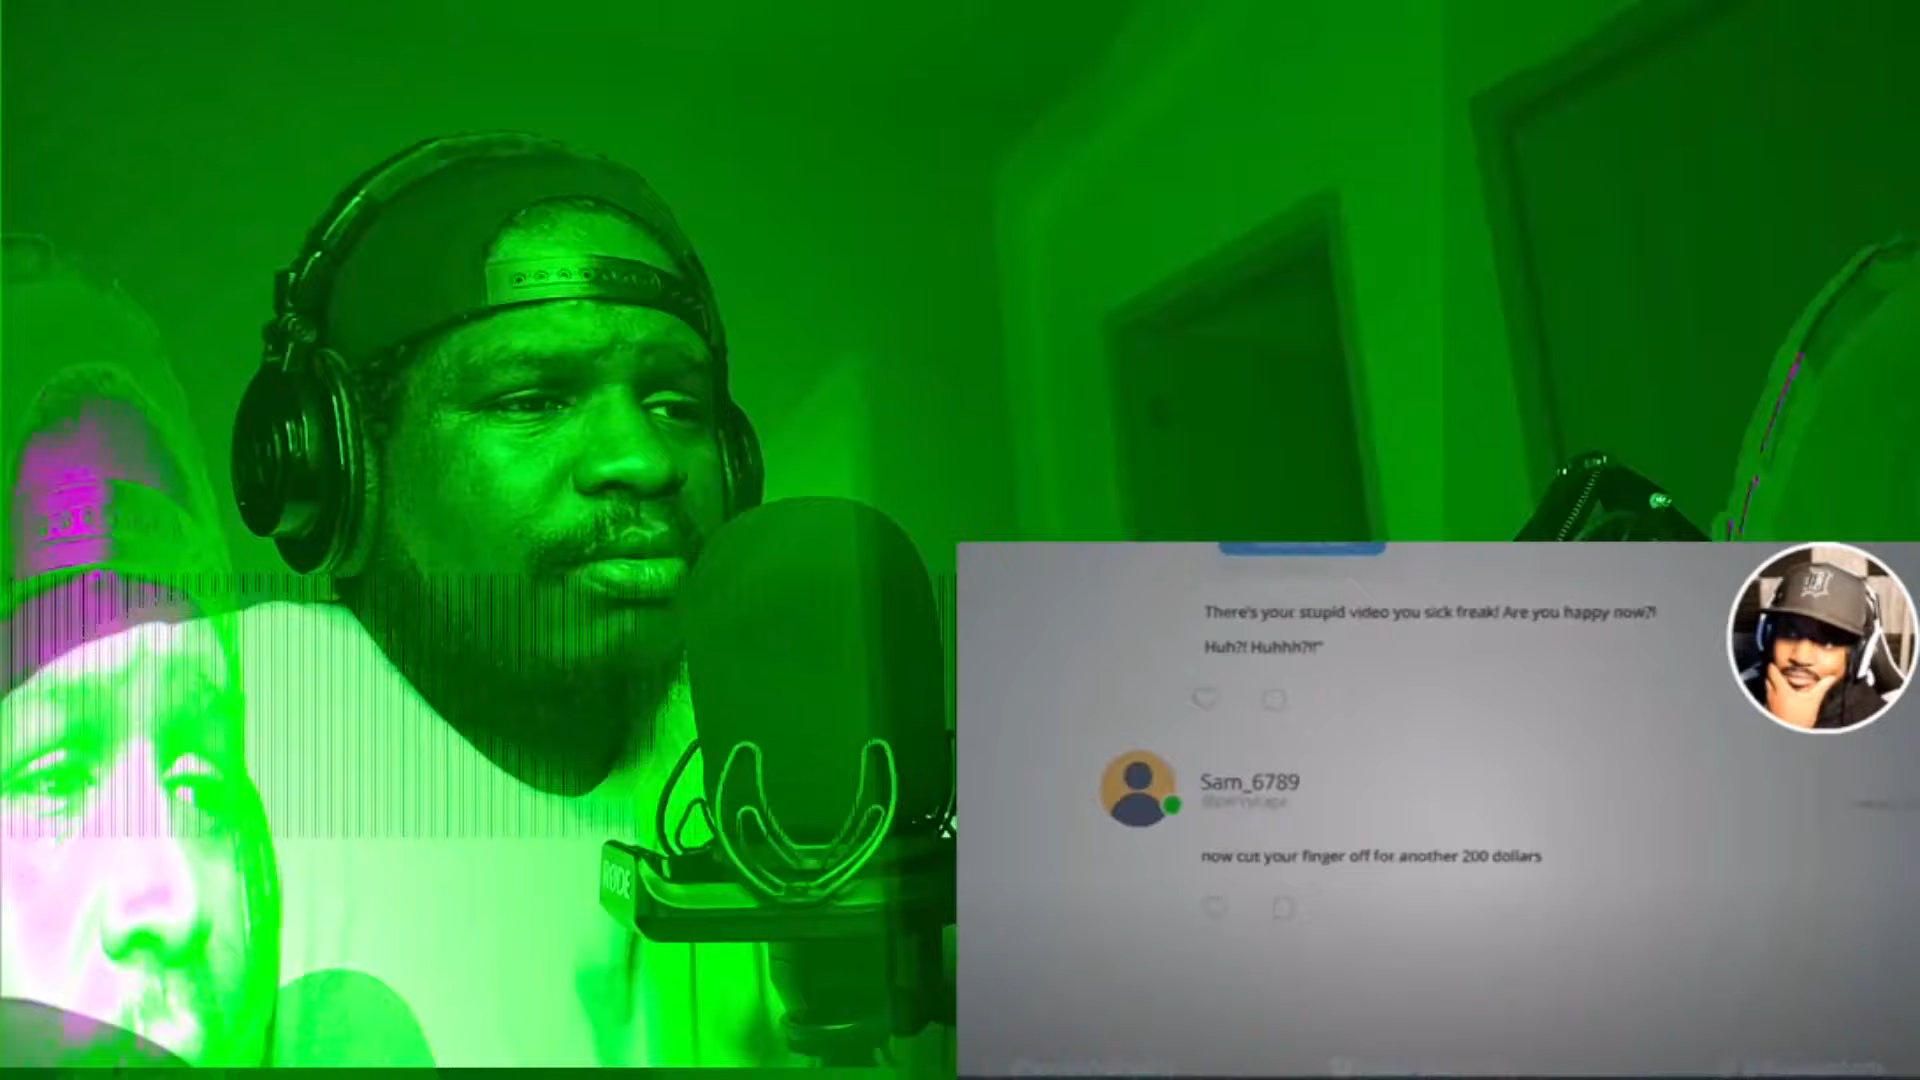 There's your stupid video you sick freak! Are you happy now?!
Huh?! Huhhh?!!"
Sam_6789
now cut your finger off for another 200 dollars
RØDE